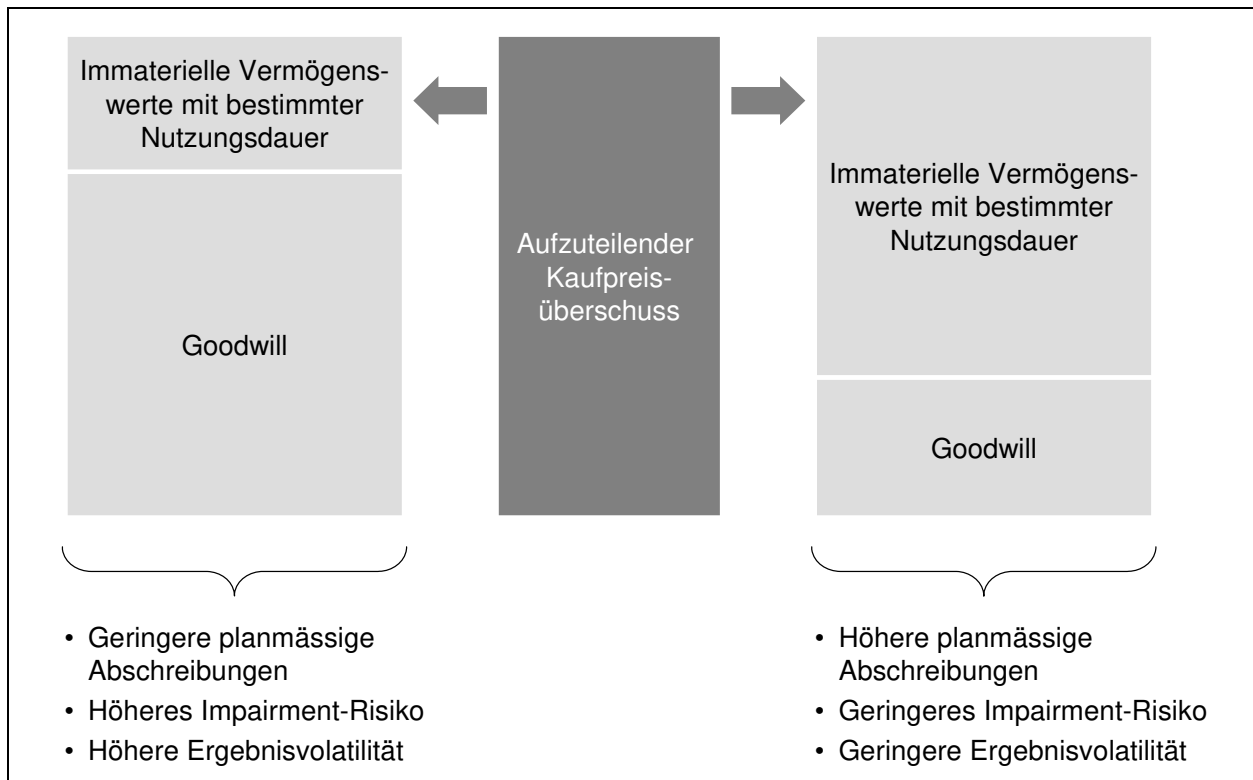 Immaterielle Vermögens-
werte mit bestimmter
Nutzungsdauer
Goodwill
Aufzuteilender
Kaufpreis-
überschuss
Immaterielle Vermögens-
werte mit bestimmter
Nutzungsdauer
Goodwill
• Geringere planmässige
Abschreibungen
• Höheres Impairment-Risiko
• Höhere Ergebnisvolatilität
• Höhere planmässige
Abschreibungen
• Geringeres Impairment-Risiko
• Geringere Ergebnisvolatilität